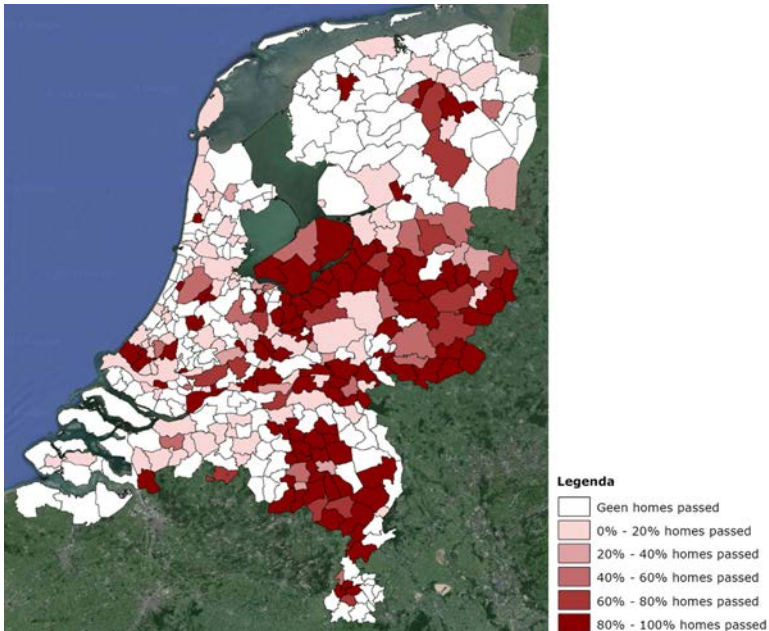 Legenda
Geen homes passed
0% - 20% homes passed
20% - 40% homes passed
40% - 60% homes passed
60% - 80% homes passed
80% - 100% homes passed